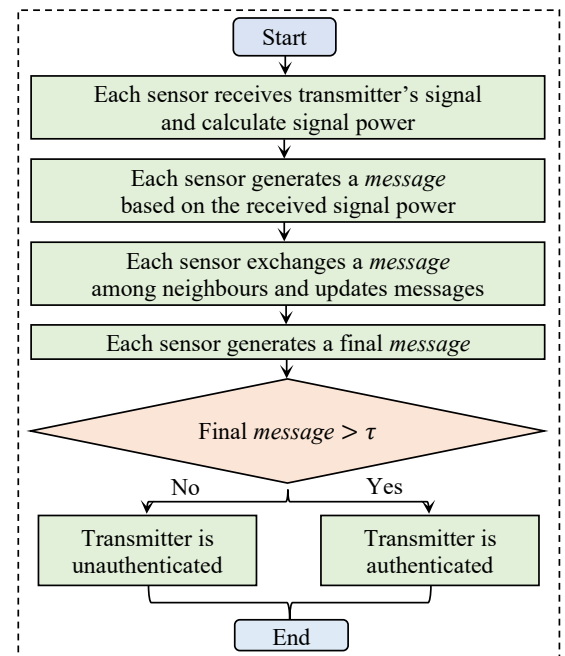 Start
Each sensor receives transmitter's signal
and calculate signal power
Each sensor generates a message
based on the received signal power
Each sensor exchanges a message
among neighbours and updates messages
Each sensor generates a final message
Final message > τ
No
Yes
Transmitter is
unauthenticated
Transmitter is
authenticated
End